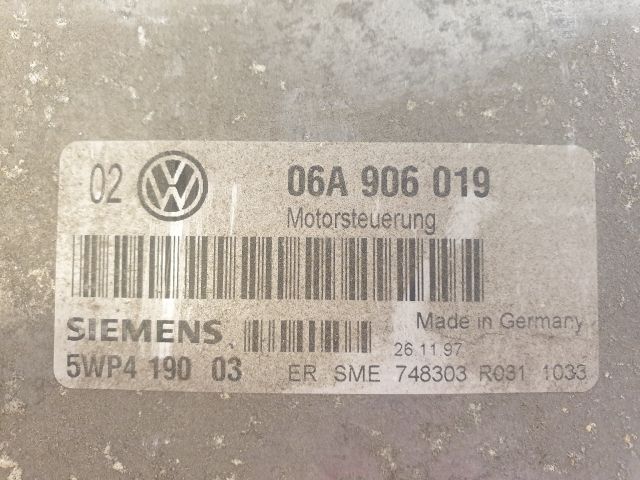 02 VW 06A 906 019
Motorsteuerung
SIEMENS
Made in Germany
5WP4 190 03
26.11.97
ER SME 748303 R031 1033